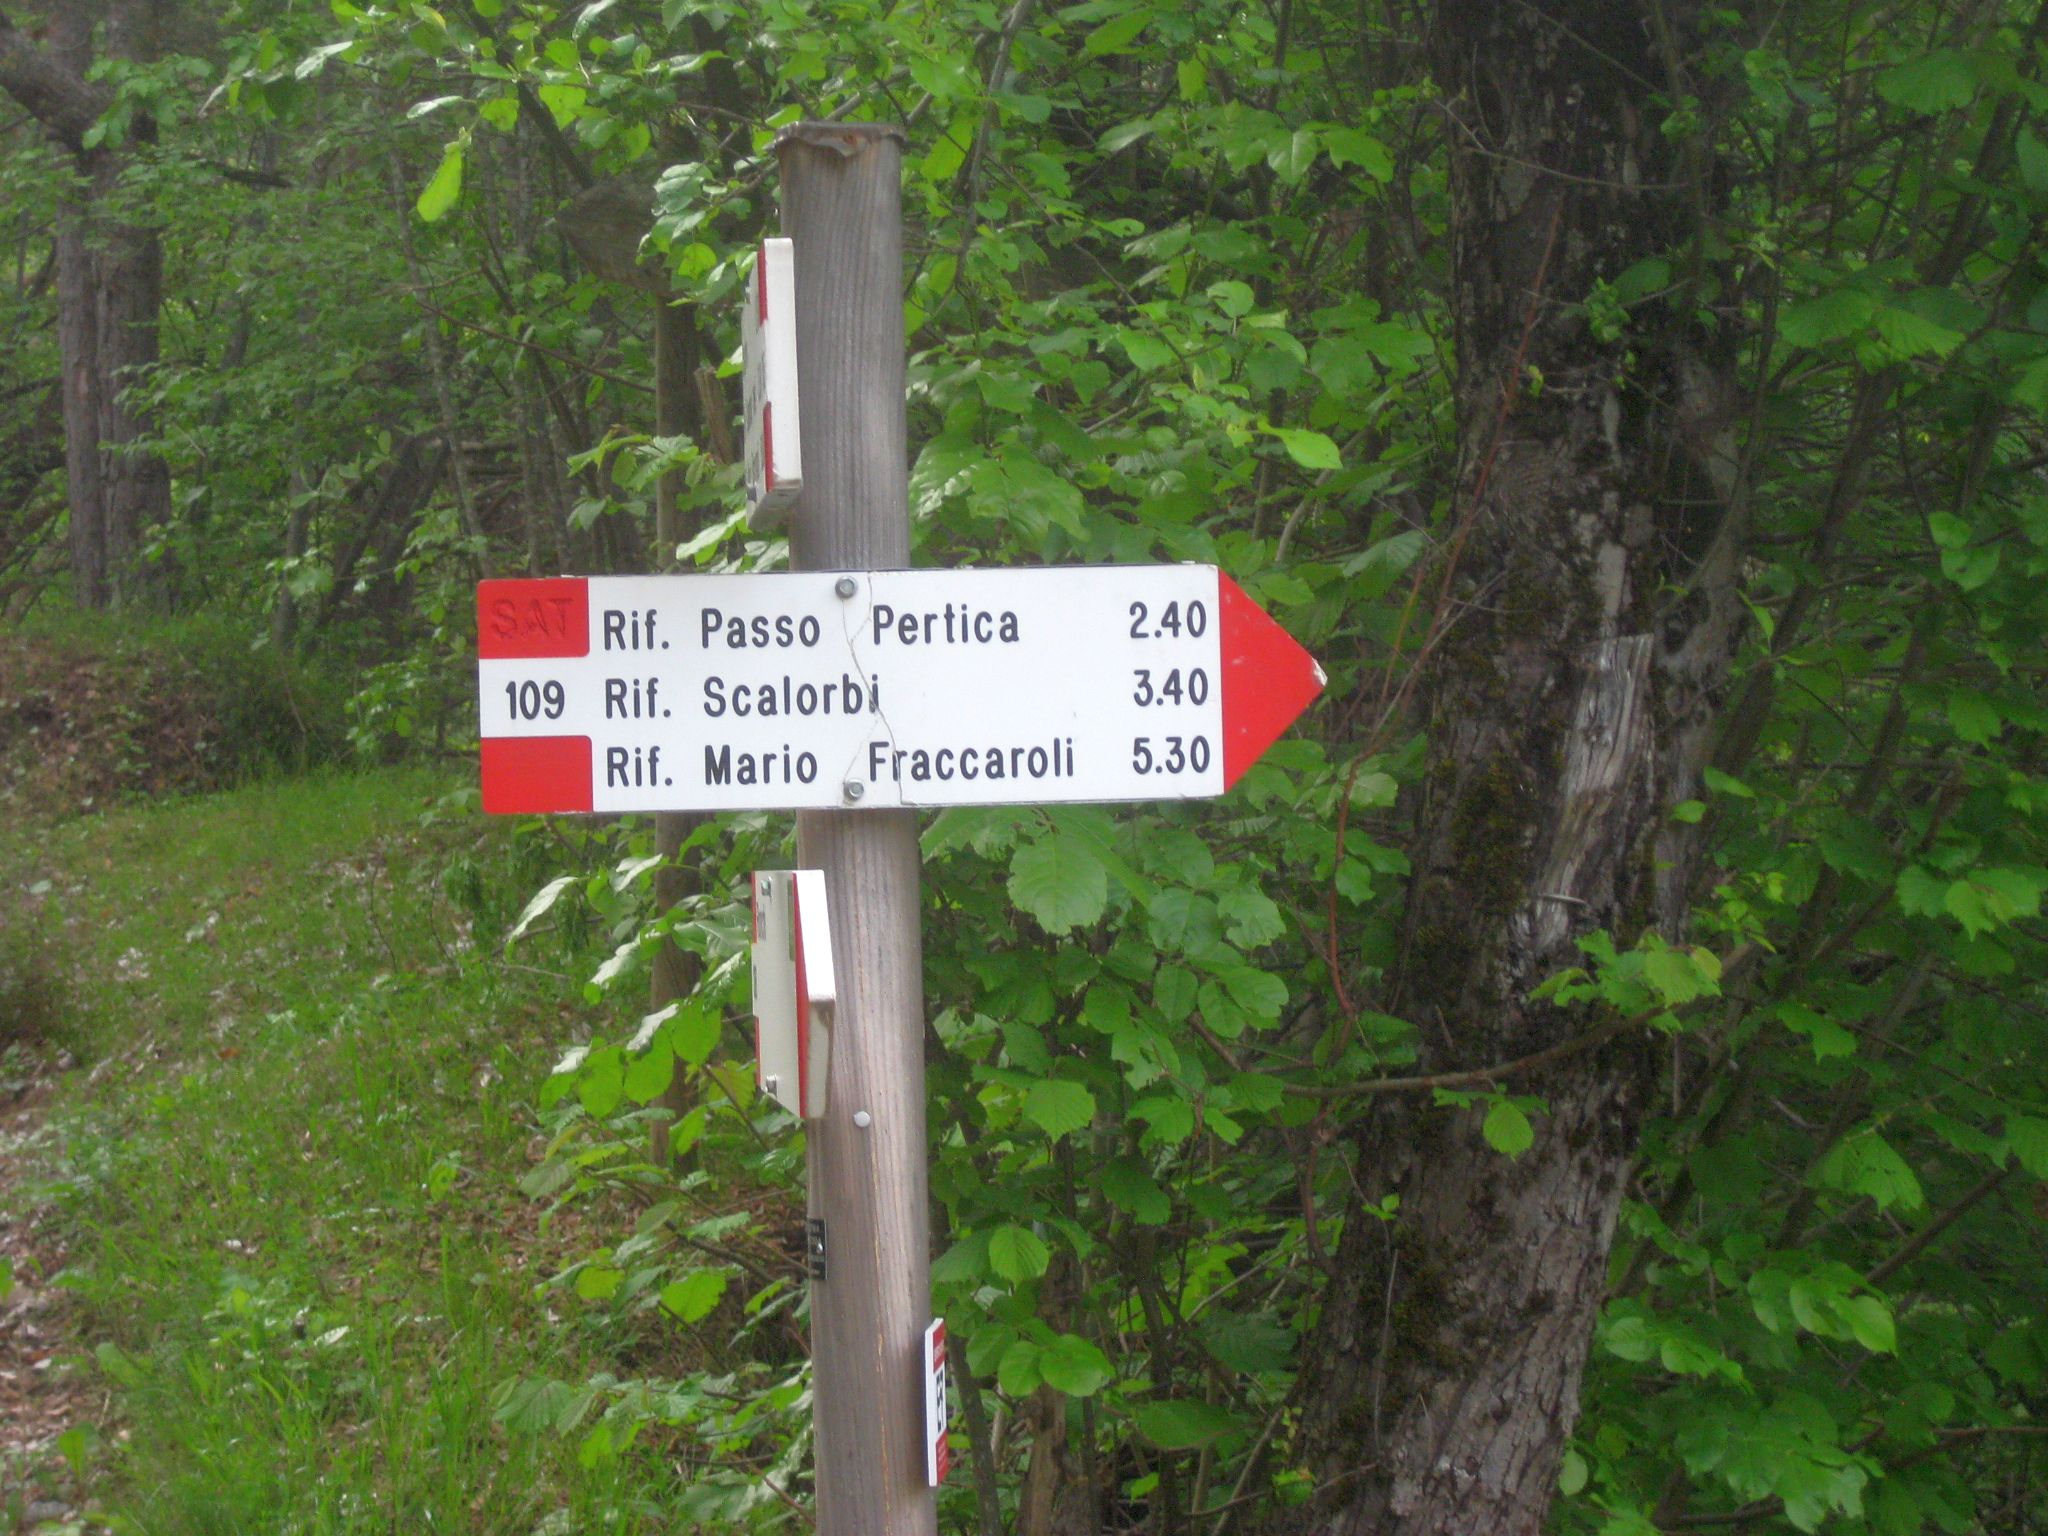 SAT
Rif. Passo Pertica 2.40
109 Rif. Scalorbi 3.40
Rif. Mario Fraccaroli 5.30